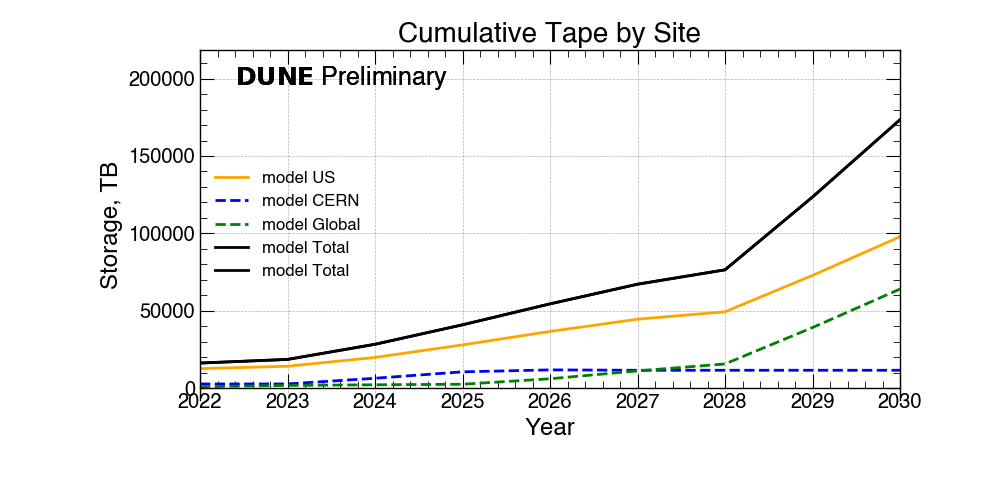 Cumulative Tape by Site
DUNE Preliminary
200000
150000
100000
50000
0
Storage, TB
model US
model CERN
model Global
model Total
model Total
2022 2023 2024 2025 2026 2027 2028 2029 2030
Year